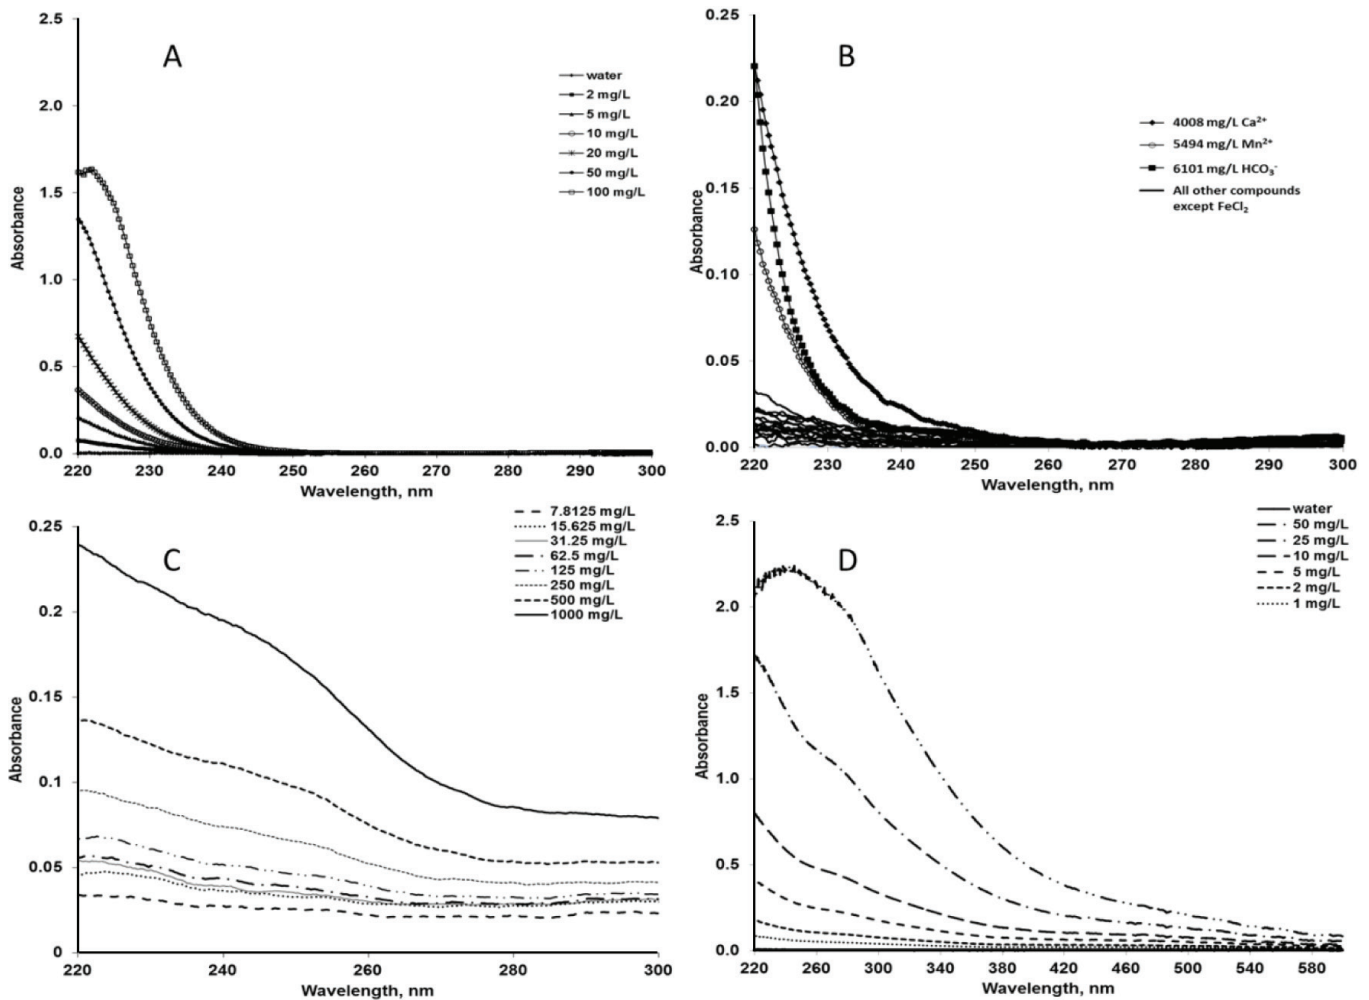 A
2.5
2.0
1.5
1.0
0.5
0.0
Absorbance
220 230 240 250 260 270 280 290 300
Wavelength, nm
water
2 mg/L
5 mg/L
10 mg/L
20 mg/L
50 mg/L
100 mg/L
B
0.25
0.20
0.15
0.10
0.05
0.00
Absorbance
220 230 240 250 260 270 280 290 300
Wavelength, nm
4008 mg/L Ca²⁺
5494 mg/L Mn²⁺
6101 mg/L HCO₃⁻
All other compounds
except FeCl₂
C
0.25
0.2
0.15
0.1
0.05
0
Absorbance
220 240 260 280 300
Wavelength, nm
7.8125 mg/L
15.625 mg/L
31.25 mg/L
62.5 mg/L
125 mg/L
250 mg/L
500 mg/L
1000 mg/L
D
2.5
2.0
1.5
1.0
0.5
0.0
Absorbance
220 260 300 340 380 420 460 500 540 580
Wavelength, nm
water
50 mg/L
25 mg/L
10 mg/L
5 mg/L
2 mg/L
1 mg/L